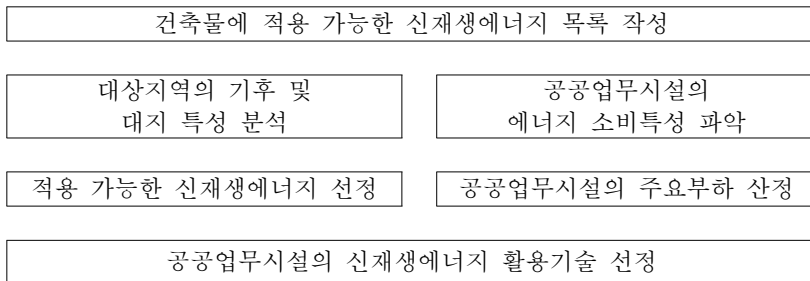 건축물에 적용 가능한 신재생에너지 목록 작성
대상지역의 기후 및
대지 특성 분석
공공업무시설의
에너지 소비특성 파악
적용 가능한 신재생에너지 선정
공공업무시설의 주요부하 산정
공공업무시설의 신재생에너지 활용기술 선정